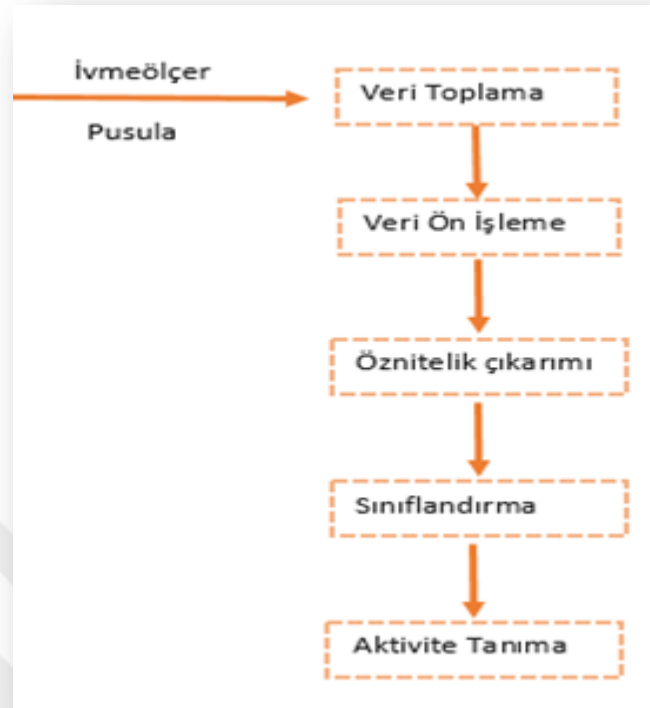 İvmeölçer
Pusula
Veri Toplama
Veri Ön İşleme
Öznitelik çıkarımı
Sınıflandırma
Aktivite Tanıma